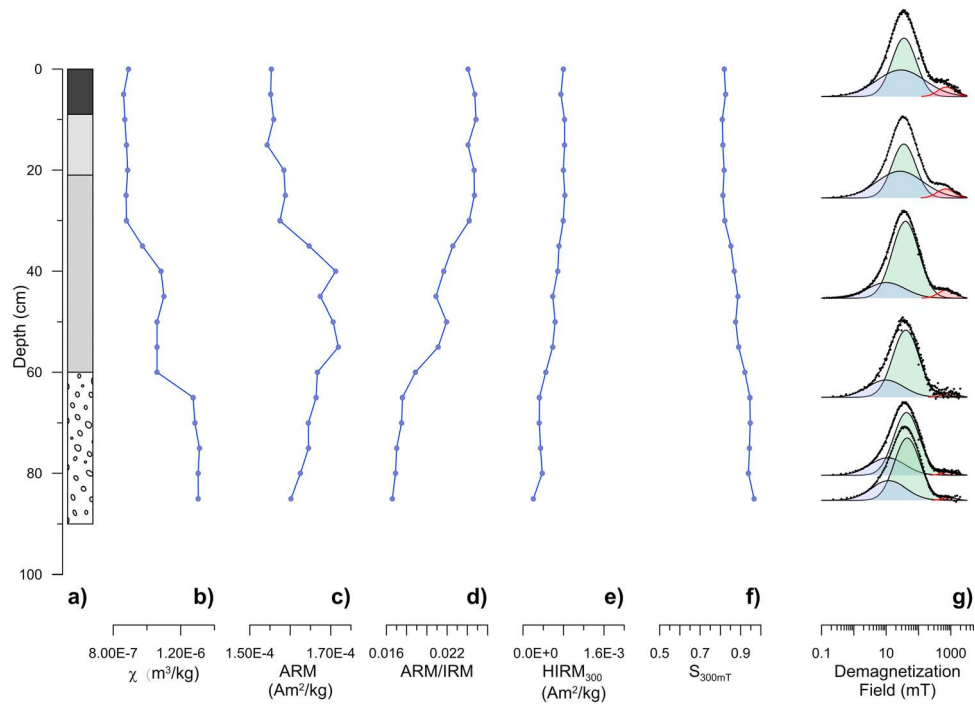 0
20
40
60
80
100
Depth (cm)
a)
b)
c)
d)
e)
f)
g)
8.00E-7 1.20E-6
χ (m³/kg)
1.50E-4 1.70E-4
ARM
(Am²/kg)
0.016 0.022
ARM/IRM
0.0E+0 1.6E-3
HIRM₃₀₀
(Am²/kg)
0.5 0.7 0.9
S₃₀₀ₘT
0.1 10 1000
Demagnetization
Field (mT)